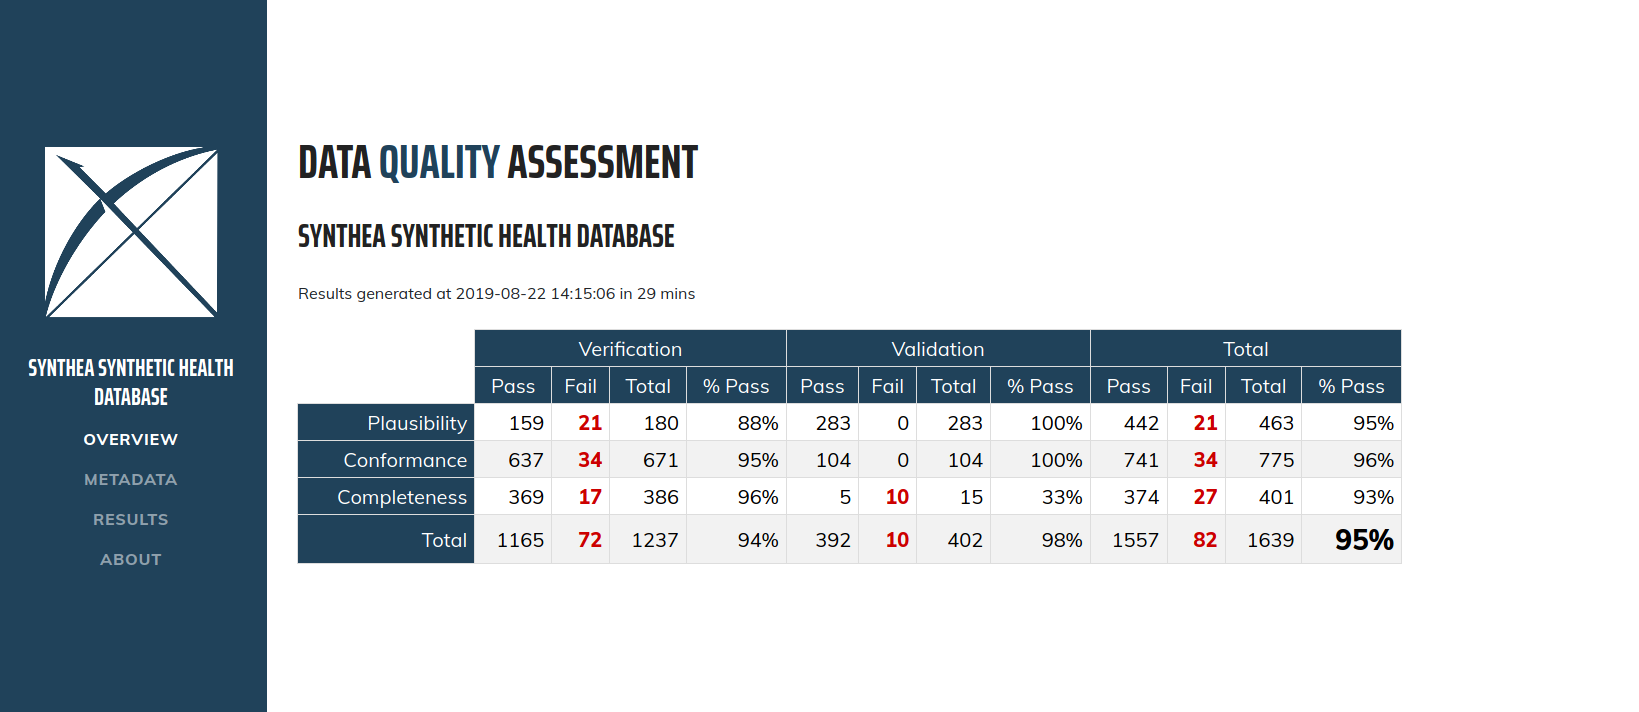 DATA QUALITY ASSESSMENT
SYNTHEA SYNTHETIC HEALTH DATABASE
Results generated at 2019-08-22 14:15:06 in 29 mins
Verification Validation Total
Pass Fail Total % Pass Pass Fail Total % Pass Pass Fail Total % Pass
Plausibility 159 21 180 88% 283 0 283 100% 442 21 463 95%
Conformance 637 34 671 95% 104 0 104 100% 741 34 775 96%
Completeness 369 17 386 96% 5 10 15 33% 374 27 401 93%
Total 1165 72 1237 94% 392 10 402 98% 1557 82 1639 95%
SYNTHEA SYNTHETIC HEALTH
DATABASE
OVERVIEW
METADATA
RESULTS
ABOUT